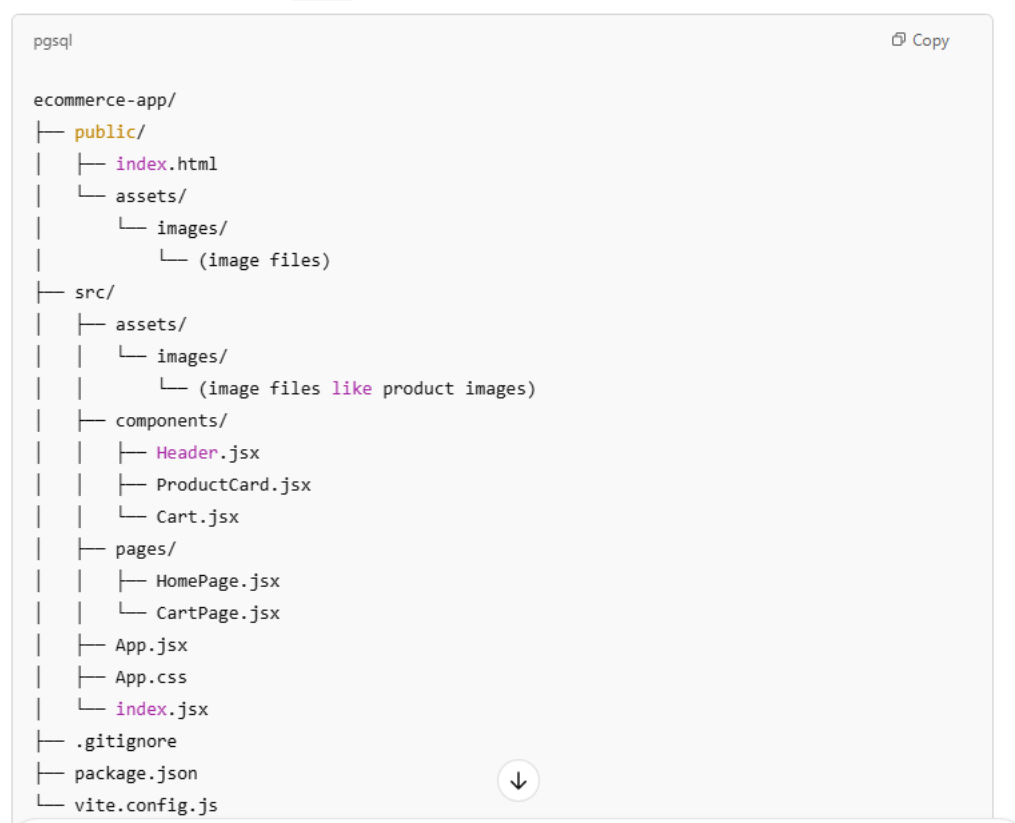 pgsql
Copy
ecommerce-app/
├── public/
│   ├── index.html
│   └── assets/
│       └── images/
│           └── (image files)
├── src/
│   ├── assets/
│   │   └── images/
│   │       └── (image files like product images)
│   ├── components/
│   │   ├── Header.jsx
│   │   ├── ProductCard.jsx
│   │   └── Cart.jsx
│   ├── pages/
│   │   ├── HomePage.jsx
│   │   └── CartPage.jsx
│   ├── App.jsx
│   ├── App.css
│   └── index.jsx
├── .gitignore
├── package.json
└── vite.config.js